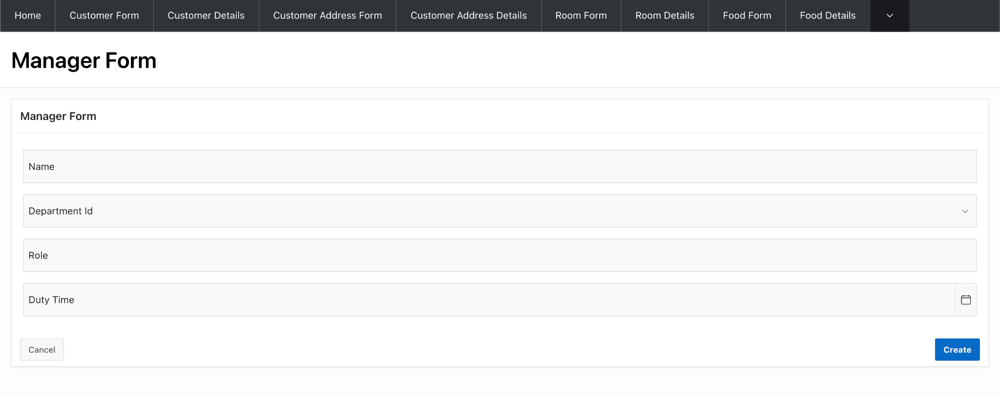 Home Customer Form Customer Details Customer Address Form Customer Address Details Room Form Room Details Food Form Food Details
Manager Form
Manager Form
Name
Department Id
Role
Duty Time
Cancel Create